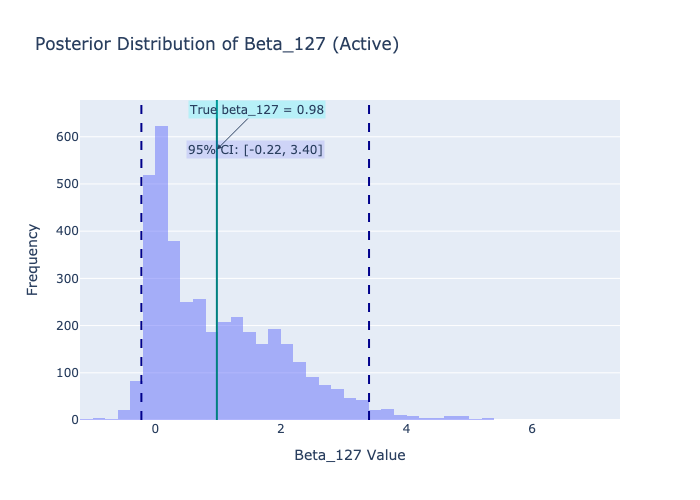 Posterior Distribution of Beta_127 (Active)
True beta_127 = 0.98
95% CI: [-0.22, 3.40]
600
500
400
300
200
100
0
Frequency
0 2 4 6
Beta_127 Value